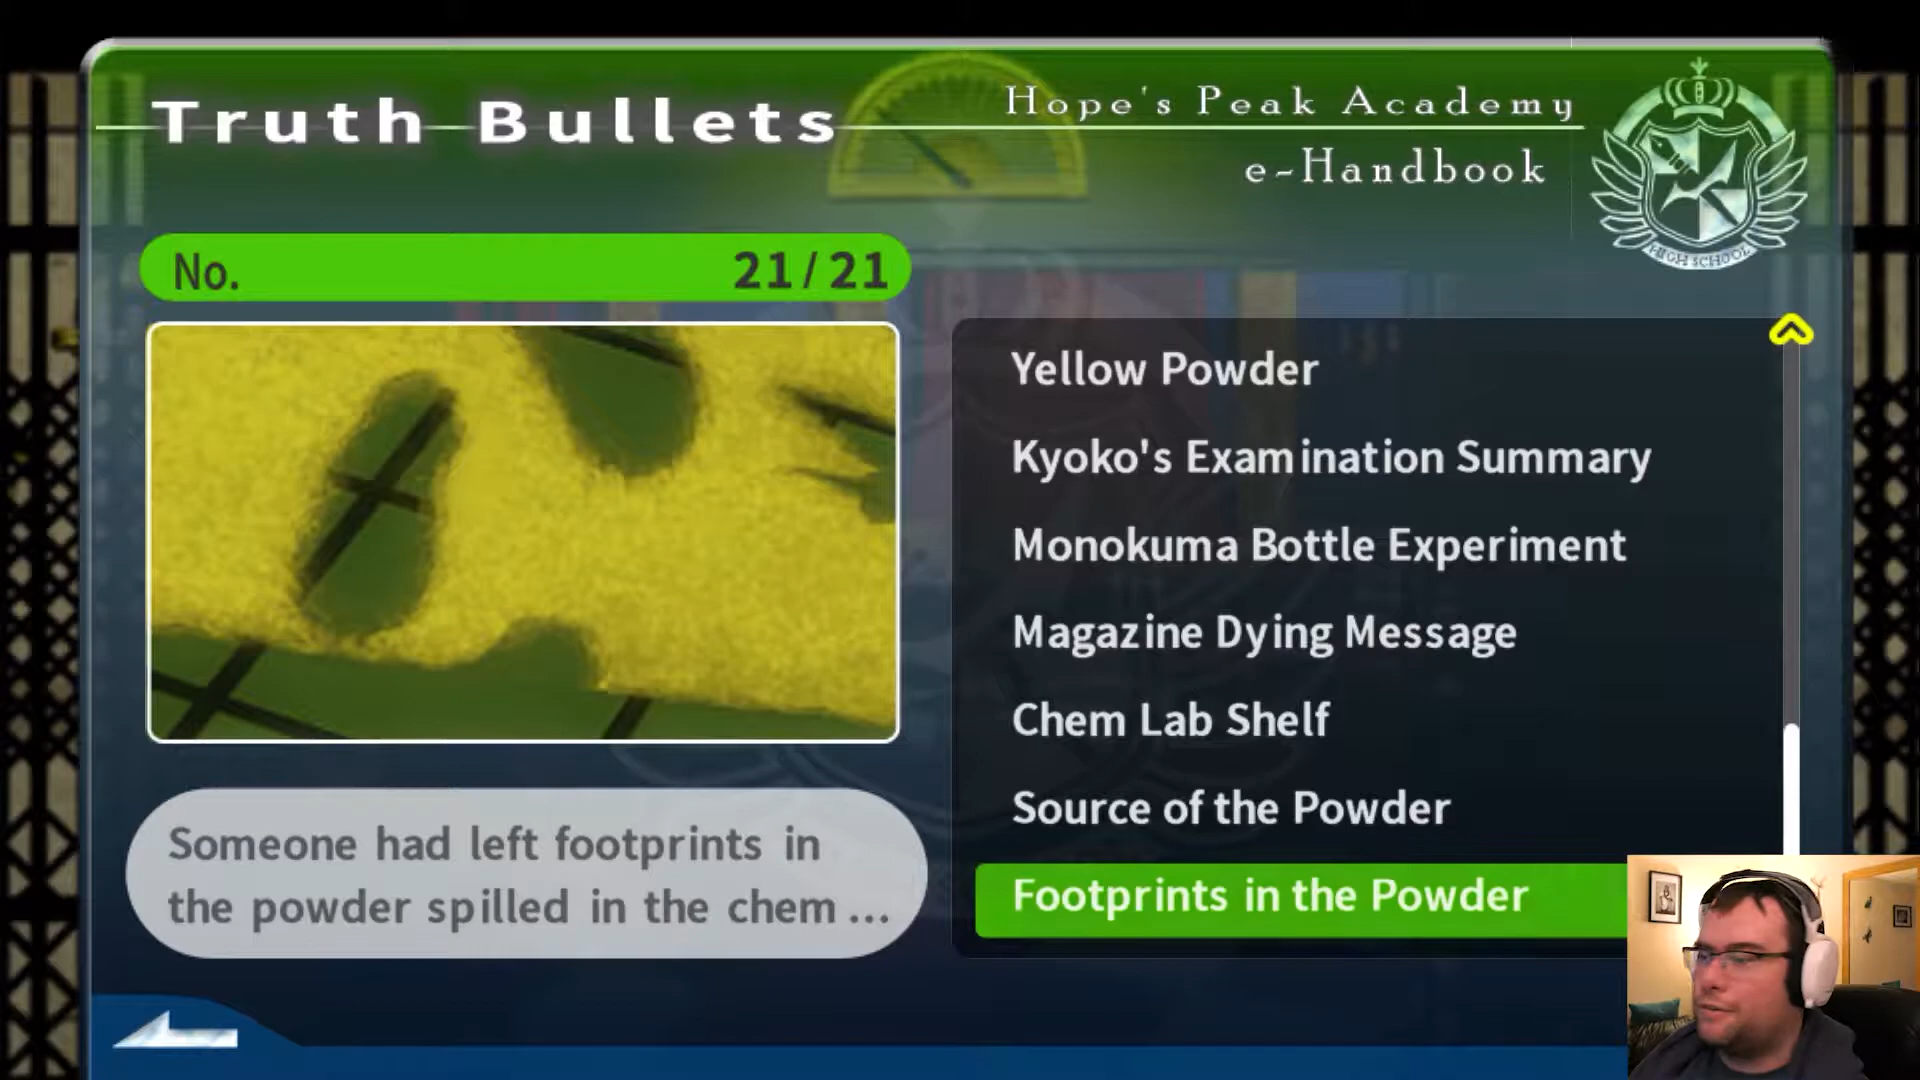 Truth Bullets
Hope's Peak Academy
e-Handbook
HIGH SCHOOL
No. 21/21
Yellow Powder
Kyoko's Examination Summary
Monokuma Bottle Experiment
Magazine Dying Message
Chem Lab Shelf
Source of the Powder
Footprints in the Powder
Someone had left footprints in
the powder spilled in the chem ...